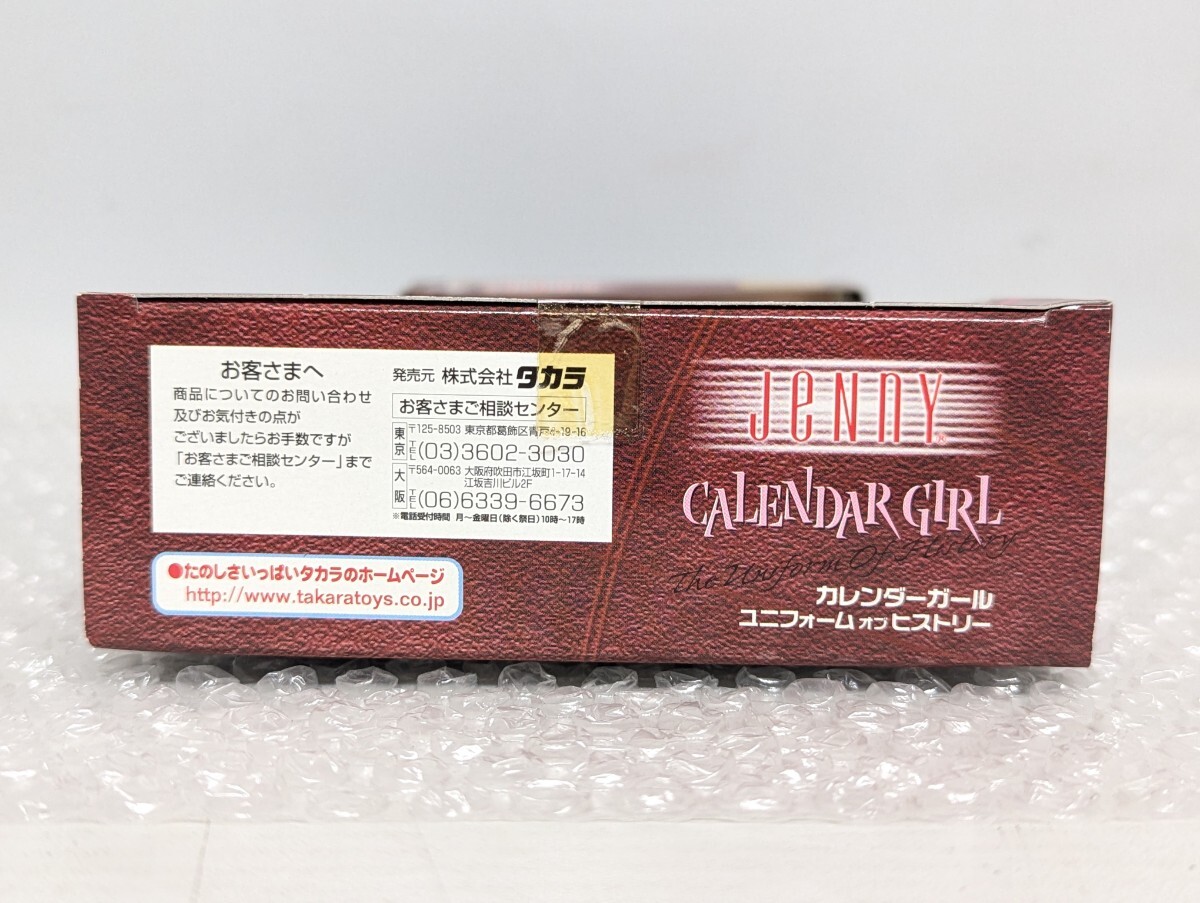 お客さまへ
商品についてのお問い合わせ
及びお気付きの点が
ございましたらお手数ですが
「お客さまご相談センター」まで
ご連絡ください。
発売元 株式会社タカラ
お客さまご相談センター
東京 〒125-8503 東京都葛飾区青戸4-19-16
TEL(03)3602-3030
大阪 〒564-0063 大阪府吹田市江坂町1-17-14
江坂吉川ビル2F
TEL(06)6339-6673
※電話受付時間 月〜金曜日(除く祭日)10時〜17時
●たのしさいっぱいタカラのホームページ
http://www.takaratoys.co.jp
JeNNY®
CALENDAR GIRL
The Uniform Of History
カレンダーガール
ユニフォーム オブ ヒストリー